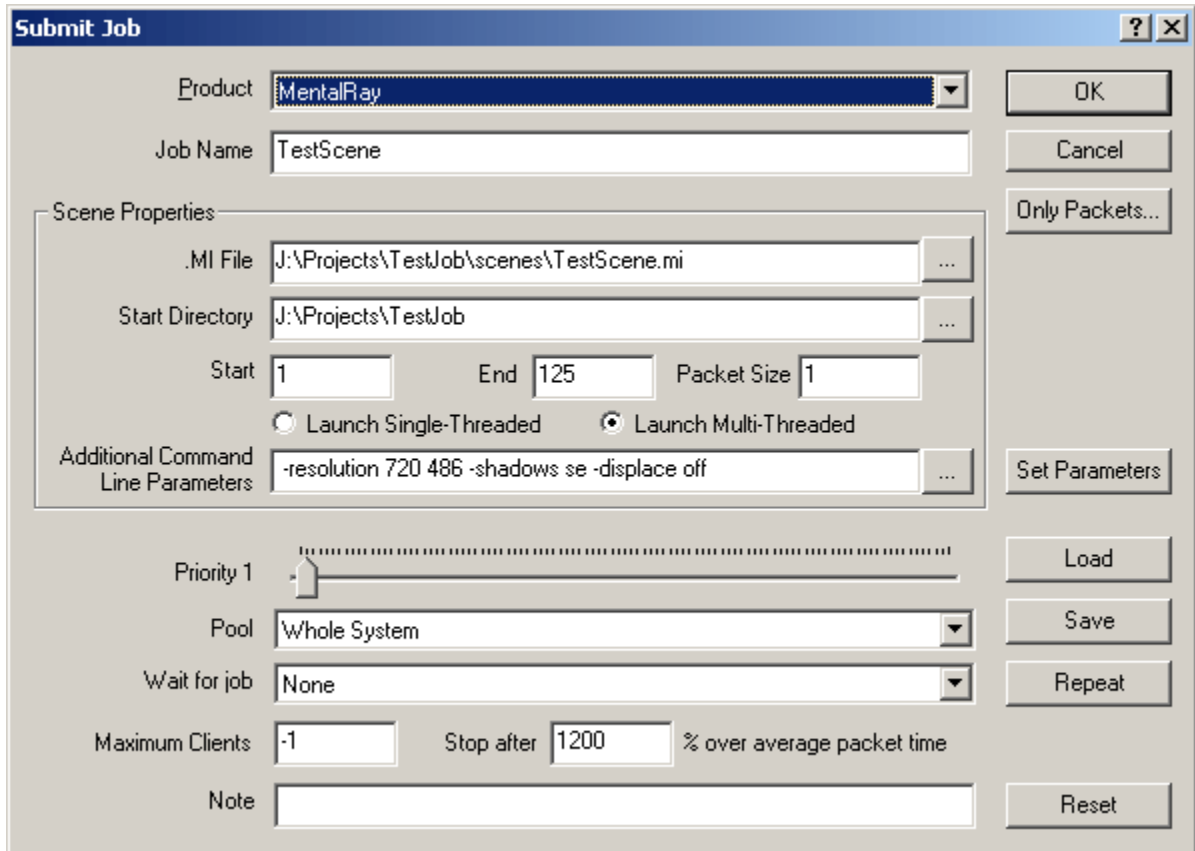 Submit Job
Product MentalRay OK
Job Name TestScene Cancel
Only Packets...
Scene Properties
.MI File J:\Projects\TestJob\scenes\TestScene.mi ...
Start Directory J:\Projects\TestJob ...
Start 1 End 125 Packet Size 1
Launch Single-Threaded Launch Multi-Threaded
Additional Command
Line Parameters -resolution 720 486 -shadows se -displace off ... Set Parameters
Priority 1 Load
Pool Whole System Save
Wait for job None Repeat
Maximum Clients -1 Stop after 1200 % over average packet time
Note Reset